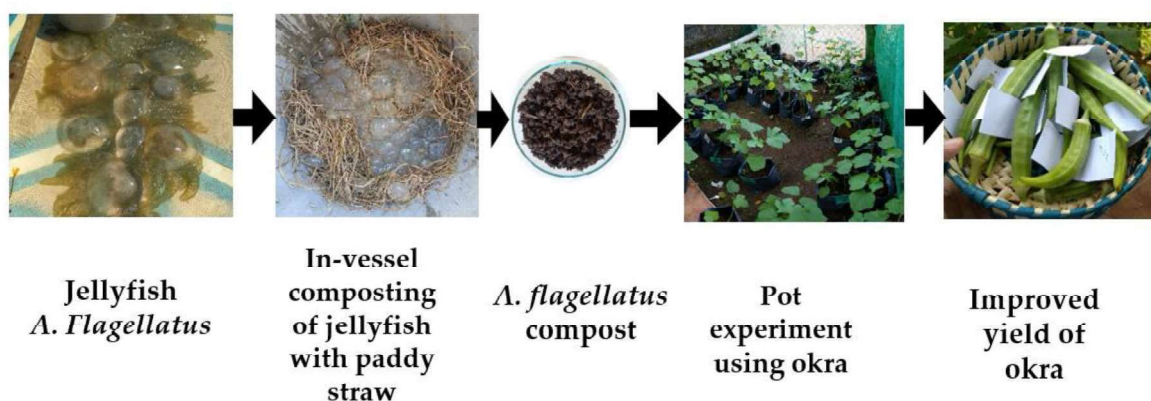 Jellyfish
A. Flagellatus
In-vessel
composting
of jellyfish
with paddy
straw
A. flagellatus
compost
Pot
experiment
using okra
Improved
yield of
okra